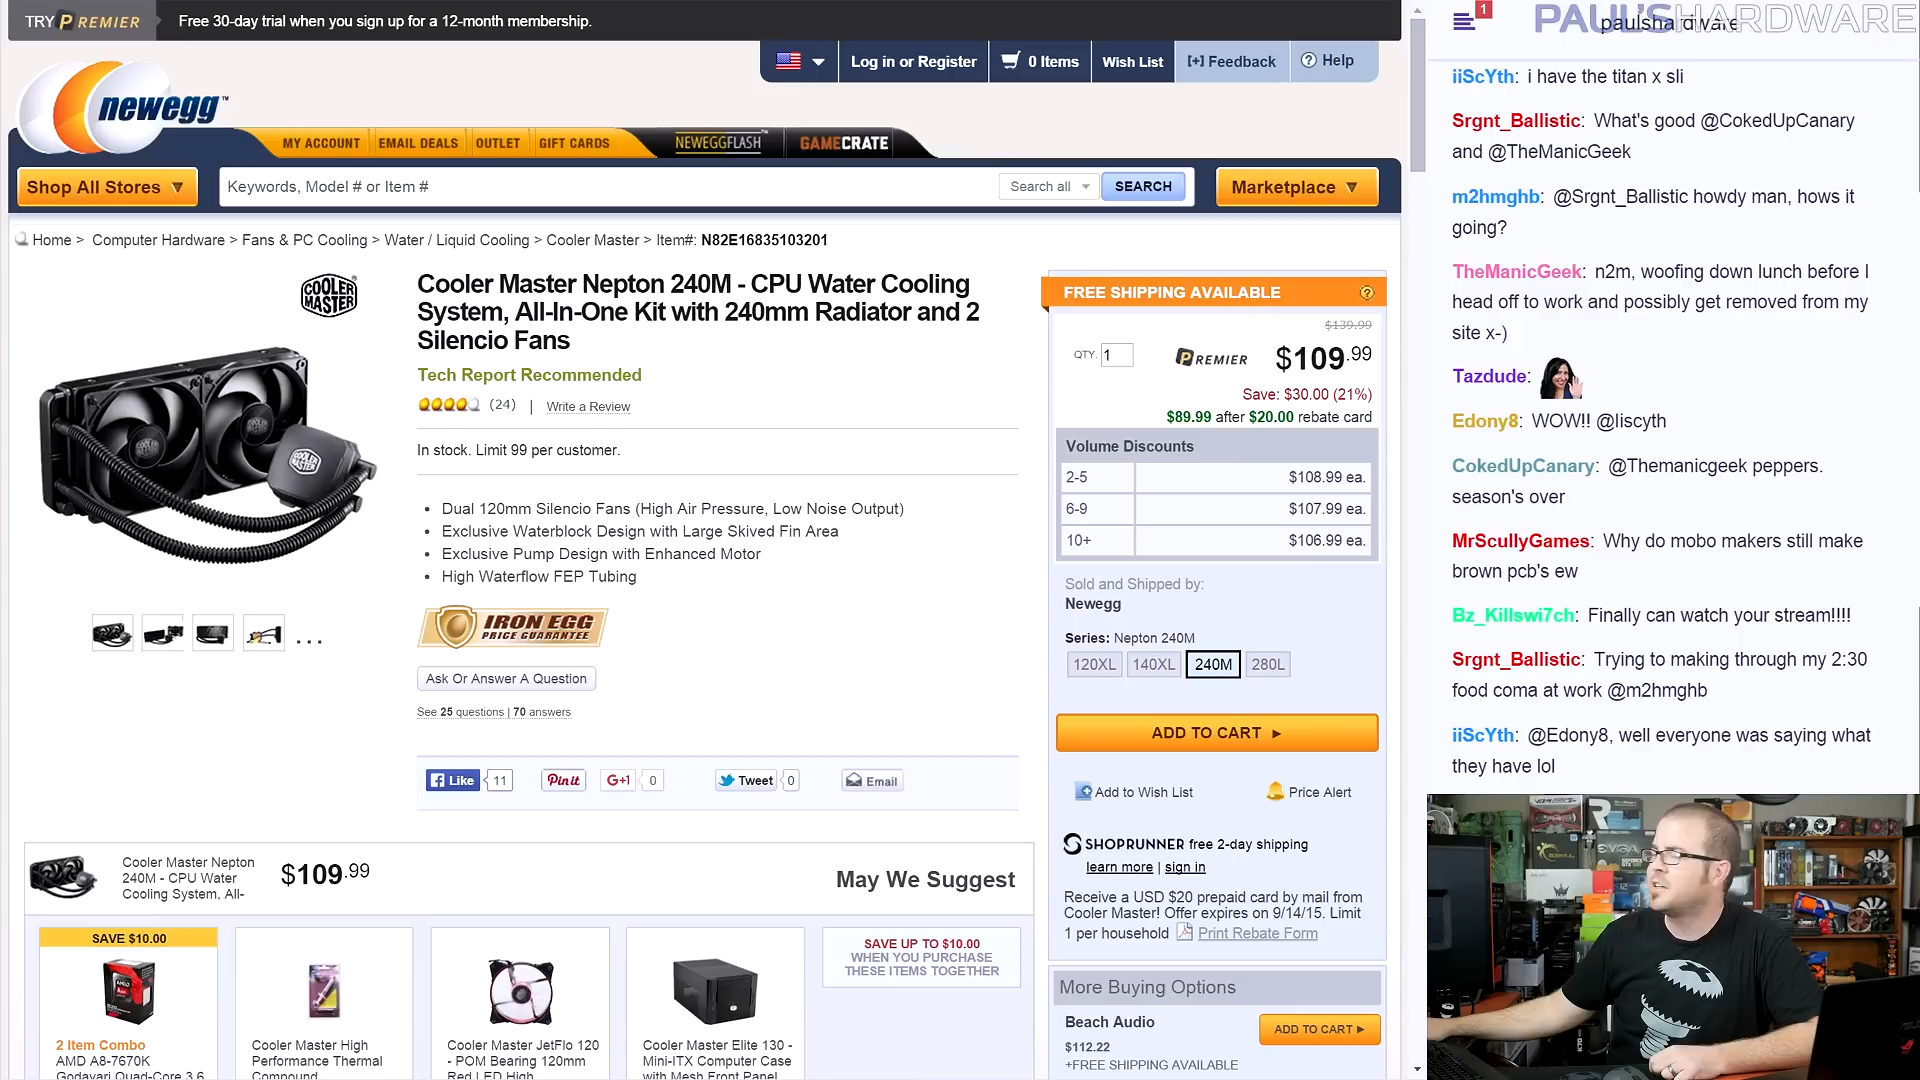 TRY PREMIER
Free 30-day trial when you sign up for a 12-month membership.
Log in or Register
0 Items
Wish List
[+] Feedback
Help
newegg™
MY ACCOUNT
EMAIL DEALS
OUTLET
GIFT CARDS
NEWEGGFLASH™
GAMECRATE
Shop All Stores ▼
Keywords, Model # or Item #
Search all
SEARCH
Marketplace ▼
Home > Computer Hardware > Fans & PC Cooling > Water / Liquid Cooling > Cooler Master > Item#: N82E16835103201
COOLER MASTER
Cooler Master Nepton 240M - CPU Water Cooling
System, All-In-One Kit with 240mm Radiator and 2
Silencio Fans
Tech Report Recommended
(24) | Write a Review
In stock. Limit 99 per customer.
• Dual 120mm Silencio Fans (High Air Pressure, Low Noise Output)
• Exclusive Waterblock Design with Large Skived Fin Area
• Exclusive Pump Design with Enhanced Motor
• High Waterflow FEP Tubing
...
IRON EGG
PRICE GUARANTEE
Ask Or Answer A Question
See 25 questions | 70 answers
Like 11
Pinit
G+1 0
Tweet 0
Email
FREE SHIPPING AVAILABLE
$139.99
QTY. 1
PREMIER
$109.99
Save: $30.00 (21%)
$89.99 after $20.00 rebate card
Volume Discounts
2-5 $108.99 ea.
6-9 $107.99 ea.
10+ $106.99 ea.
Sold and Shipped by:
Newegg
Series: Nepton 240M
120XL 140XL 240M 280L
ADD TO CART ►
Add to Wish List
Price Alert
SHOPRUNNER free 2-day shipping
learn more | sign in
Receive a USD $20 prepaid card by mail from
Cooler Master! Offer expires on 9/14/15. Limit
1 per household Print Rebate Form
More Buying Options
Beach Audio
$112.22
+FREE SHIPPING AVAILABLE
ADD TO CART ►
Cooler Master Nepton
240M - CPU Water
Cooling System, All-
$109.99
May We Suggest
SAVE $10.00
2 Item Combo
AMD A8-7670K
Godavari Quad-Core 3.6
Cooler Master High
Performance Thermal
Compound
Cooler Master JetFlo 120
- POM Bearing 120mm
Red LED High
Cooler Master Elite 130 -
Mini-ITX Computer Case
with Mesh Front Panel
SAVE UP TO $10.00
WHEN YOU PURCHASE
THESE ITEMS TOGETHER
1
PAUL'SHARDWARE
paulshardware
iiScYth: i have the titan x sli
Srgnt_Ballistic: What's good @CokedUpCanary
and @TheManicGeek
m2hmghb: @Srgnt_Ballistic howdy man, hows it
going?
TheManicGeek: n2m, woofing down lunch before I
head off to work and possibly get removed from my
site x-)
Tazdude:
Edony8: WOW!! @liscyth
CokedUpCanary: @Themanicgeek peppers.
season's over
MrScullyGames: Why do mobo makers still make
brown pcb's ew
Bz_Killswi7ch: Finally can watch your stream!!!!
Srgnt_Ballistic: Trying to making through my 2:30
food coma at work @m2hmghb
iiScYth: @Edony8, well everyone was saying what
they have lol